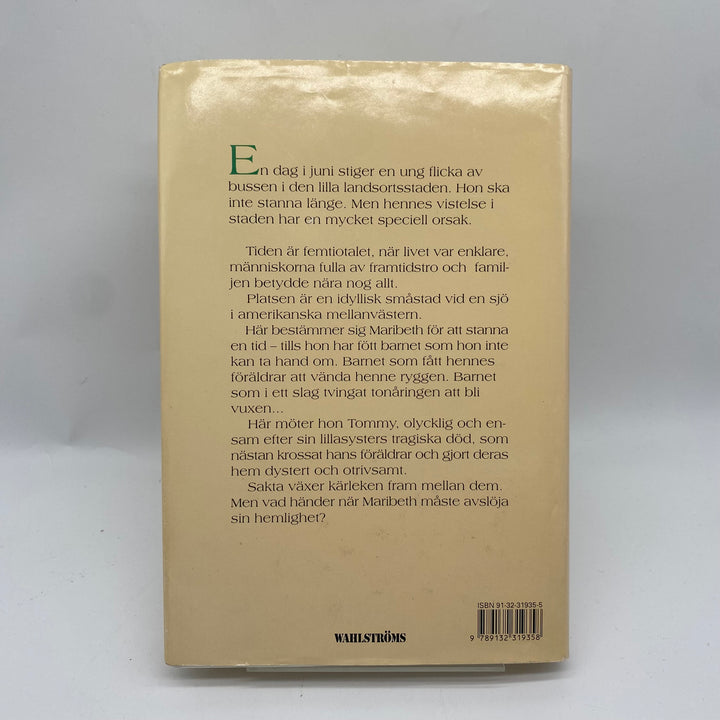 En dag i juni stiger en ung flicka av
bussen i den lilla landsortsstaden. Hon ska
inte stanna länge. Men hennes vistelse i
staden har en mycket speciell orsak.
Tiden är femtiotalet, när livet var enklare,
människorna fulla av framtidstro och famil-
jen betydde nära nog allt.
Platsen är en idyllisk småstad vid en sjö
i amerikanska mellanvästern.
Här bestämmer sig Maribeth för att stanna
en tid – tills hon har fött barnet som hon inte
kan ta hand om. Barnet som fått hennes
föräldrar att vända henne ryggen. Barnet
som i ett slag tvingat tonåringen att bli
vuxen...
Här möter hon Tommy, olycklig och en-
sam efter sin lillasysters tragiska död, som
nästan krossat hans föräldrar och gjort deras
hem dystert och otrivsamt.
Sakta växer kärleken fram mellan dem.
Men vad händer när Maribeth måste avslöja
sin hemlighet?
ISBN 91-32-31935-5
9 789132 319358
WAHLSTRÖMS